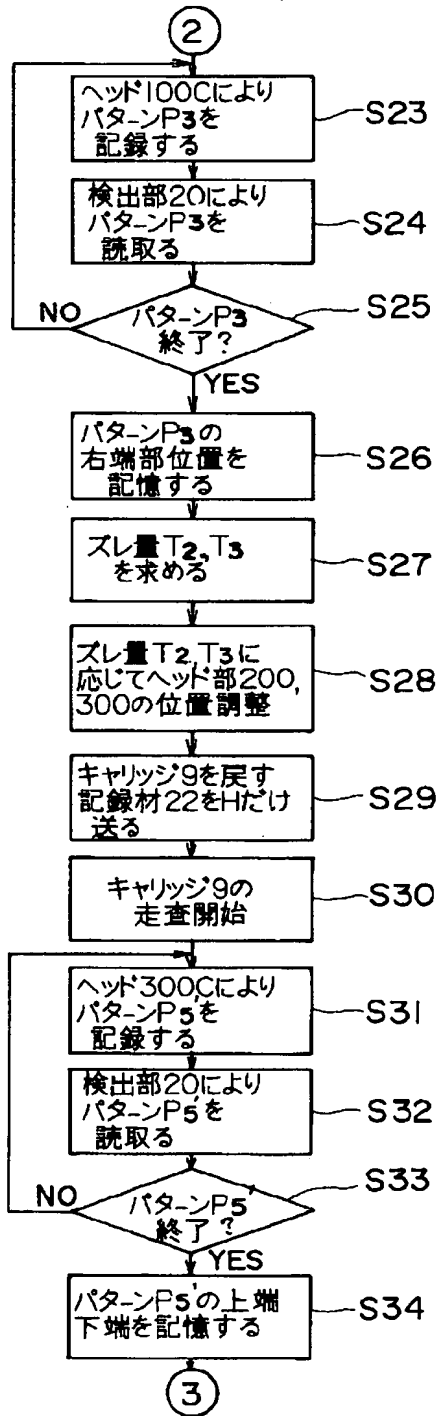 2
ヘッド100Cにより
パターンP3を
記録する
S23
検出部20により
パターンP3を
読取る
S24
パターンP3
終了?
S25
NO
YES
パターンP3の
右端部位置を
記憶する
S26
ズレ量T2,T3
を求める
S27
ズレ量T2,T3に
応じてヘッド部200,
300の位置調整
S28
キャリッジ9を戻す
記録材22をHだけ
送る
S29
キャリッジ9の
走査開始
S30
ヘッド300Cにより
パターンP5'を
記録する
S31
検出部20により
パターンP5'を
読取る
S32
パターンP5'
終了?
S33
NO
YES
パターンP5'の上端
下端を記憶する
S34
3